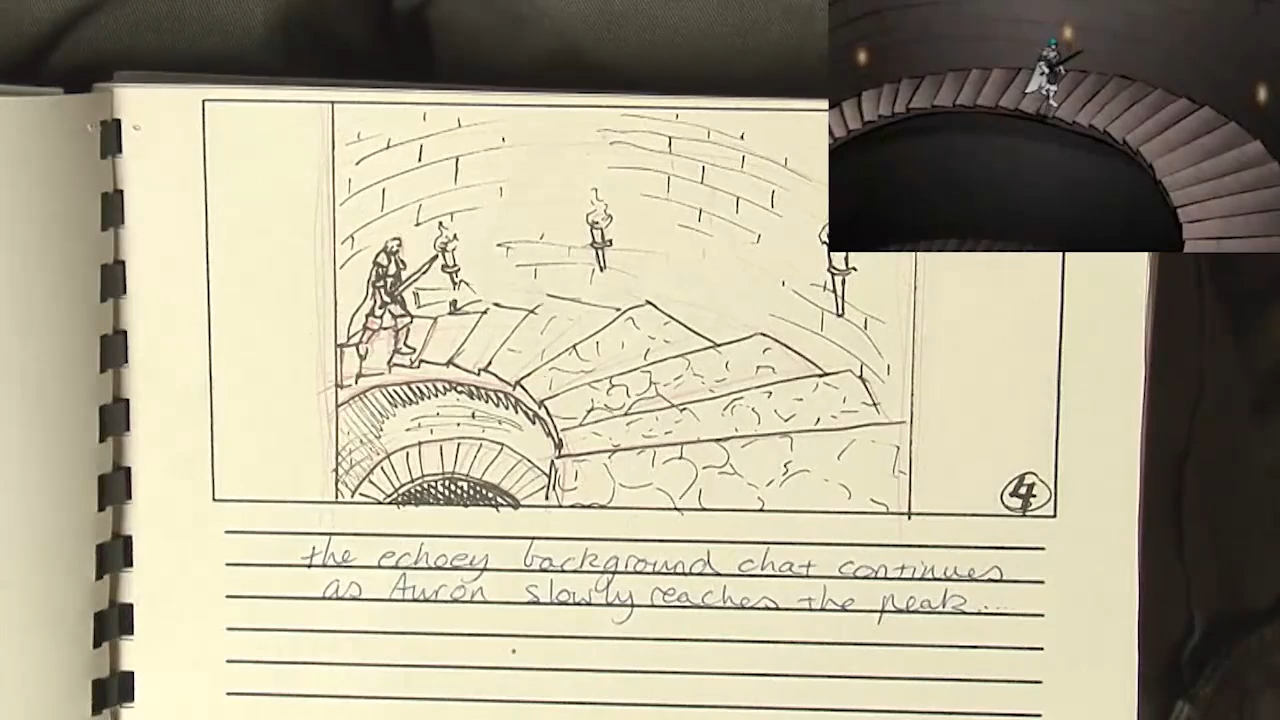 4
the echoey background chat continues
as Auron slowly reaches the peak...